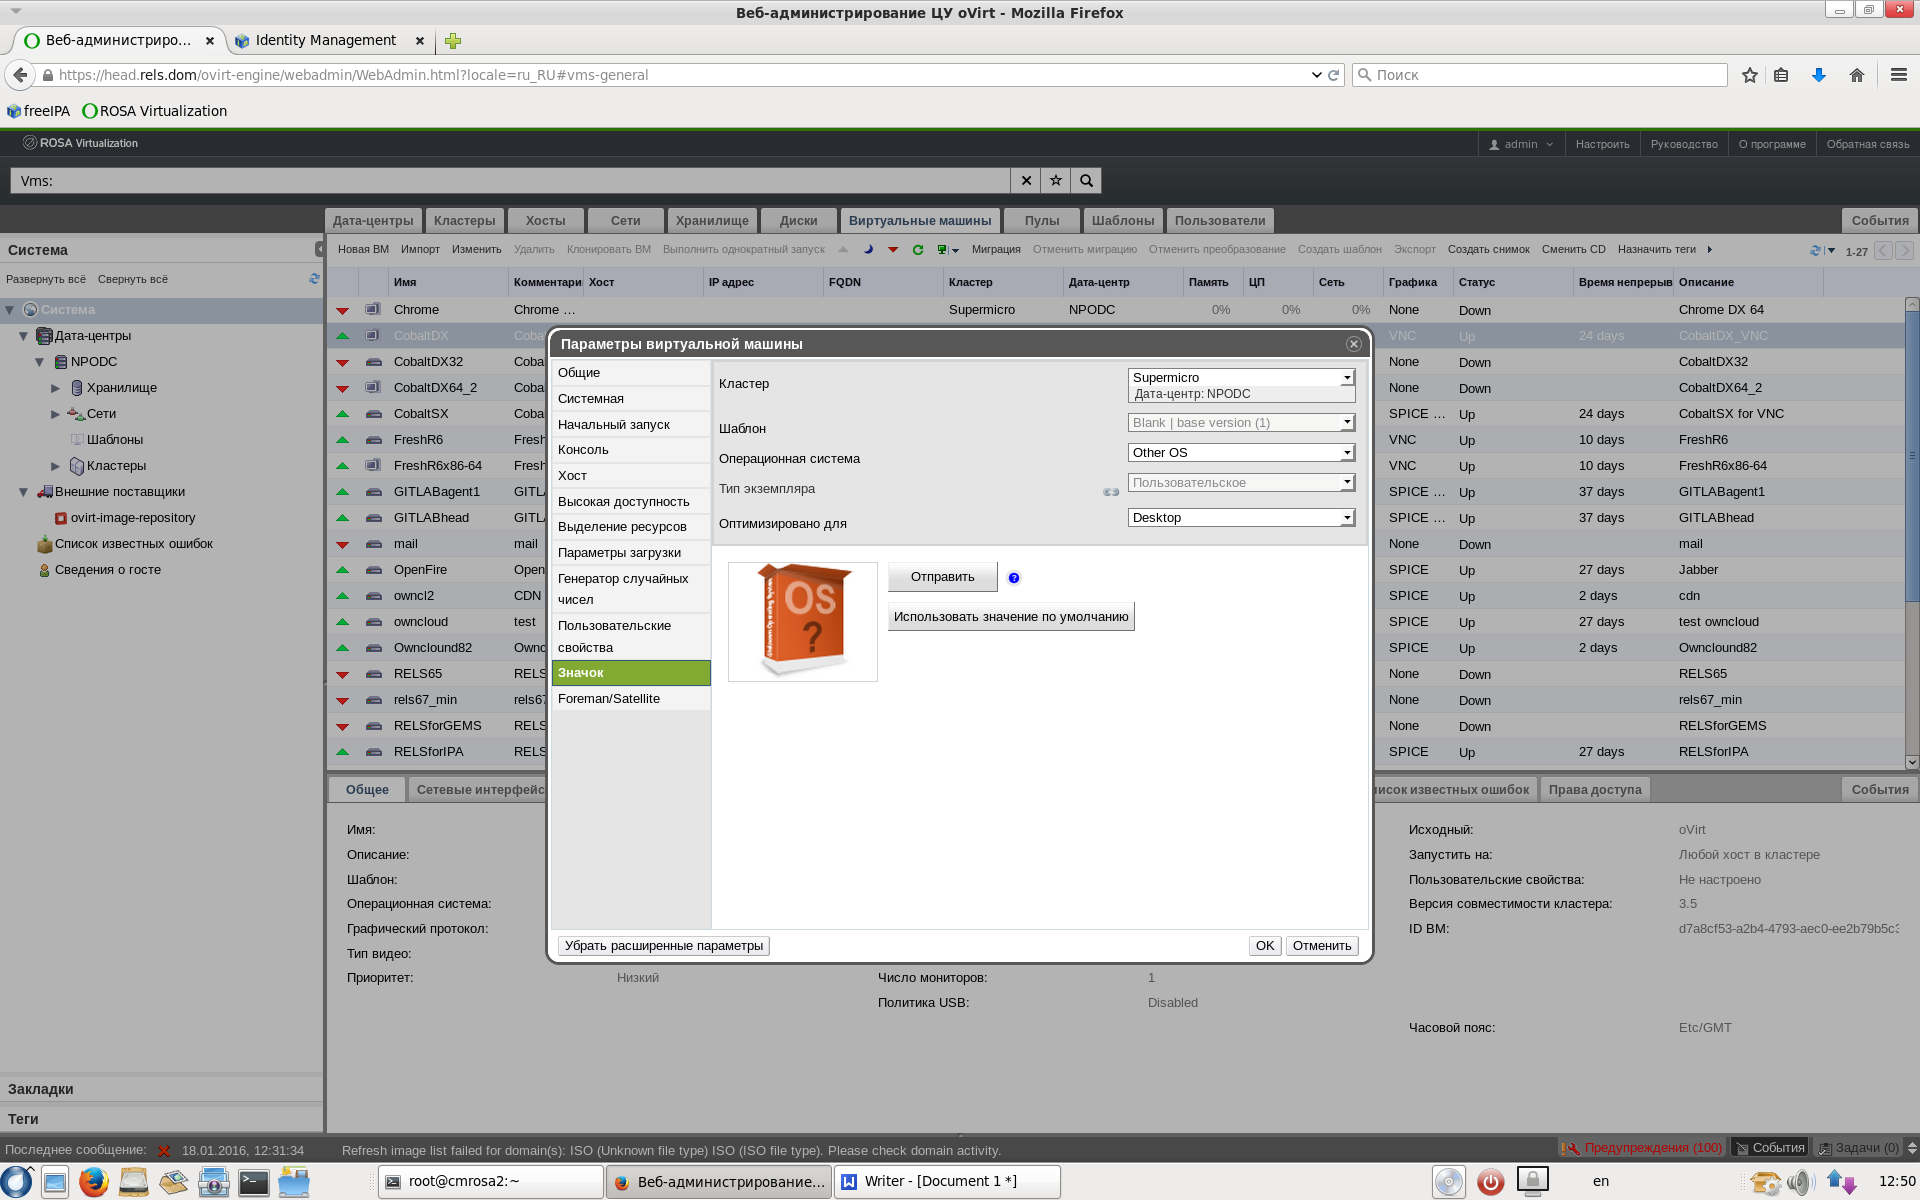 Веб-администрирование ЦУ oVirt - Mozilla Firefox
Веб-администриро...
Identity Management
https://head.rels.dom/ovirt-engine/webadmin/WebAdmin.html?locale=ru_RU#vms-general
Поиск
freeIPA ROSA Virtualization
ROSA Virtualization
admin Настроить Руководство О программе Обратная связь
Vms:
Дата-центры Кластеры Хосты Сети Хранилище Диски Виртуальные машины Пулы Шаблоны Пользователи События
Система
Развернуть всё Свернуть всё
Система
Дата-центры
NPODC
Хранилище
Сети
Шаблоны
Кластеры
Внешние поставщики
ovirt-image-repository
Список известных ошибок
Сведения о госте
Закладки
Теги
Новая ВМ Импорт Изменить Удалить Клонировать ВМ Выполнить однократный запуск Миграция Отменить миграцию Отменить преобразование Создать шаблон Экспорт Создать снимок Сменить CD Назначить теги 1-27
Имя Комментари Хост IP адрес FQDN Кластер Дата-центр Память ЦП Сеть Графика Статус Время непрерыв Описание
Chrome Chrome ... Supermicro NPODC 0% 0% 0% None Down Chrome DX 64
CobaltDX Coba VNC Up 24 days CobaltDX_VNC
CobaltDX32 Coba None Down CobaltDX32
CobaltDX64_2 Coba None Down CobaltDX64_2
CobaltSX Coba SPICE ... Up 24 days CobaltSX for VNC
FreshR6 Fresh VNC Up 10 days FreshR6
FreshR6x86-64 Fresh VNC Up 10 days FreshR6x86-64
GITLABagent1 GITLA SPICE ... Up 37 days GITLABagent1
GITLABhead GITLA SPICE ... Up 37 days GITLABhead
mail mail None Down mail
OpenFire Open SPICE Up 27 days Jabber
owncl2 CDN SPICE Up 2 days cdn
owncloud test SPICE Up 27 days test owncloud
Ownclound82 Ownc SPICE Up 2 days Ownclound82
RELS65 RELS None Down RELS65
rels67_min rels67 None Down rels67_min
RELSforGEMS RELS None Down RELSforGEMS
RELSforIPA RELS SPICE Up 27 days RELSforIPA
Параметры виртуальной машины
Общие
Системная
Начальный запуск
Консоль
Хост
Высокая доступность
Выделение ресурсов
Параметры загрузки
Генератор случайных
чисел
Пользовательские
свойства
Значок
Foreman/Satellite
Кластер Supermicro
Дата-центр: NPODC
Шаблон Blank | base version (1)
Операционная система Other OS
Тип экземпляра Пользовательское
Оптимизировано для Desktop
OS
?
Unknown Operating System
Отправить ?
Использовать значение по умолчанию
Убрать расширенные параметры OK Отменить
Общее Сетевые интерфейс исок известных ошибок Права доступа События
Имя:
Описание:
Шаблон:
Операционная система:
Графический протокол:
Тип видео:
Приоритет: Низкий
Число мониторов: 1
Политика USB: Disabled
Исходный: oVirt
Запустить на: Любой хост в кластере
Пользовательские свойства: Не настроено
Версия совместимости кластера: 3.5
ID ВМ: d7a8cf53-a2b4-4793-aec0-ee2b79b5c3
Часовой пояс: Etc/GMT
Последнее сообщение: 18.01.2016, 12:31:34 Refresh image list failed for domain(s): ISO (Unknown file type) ISO (ISO file type). Please check domain activity.
Предупреждения (100) События Задачи (0)
root@cmrosa2:~ Веб-администрирование... Writer - [Document 1 *] en 12:50